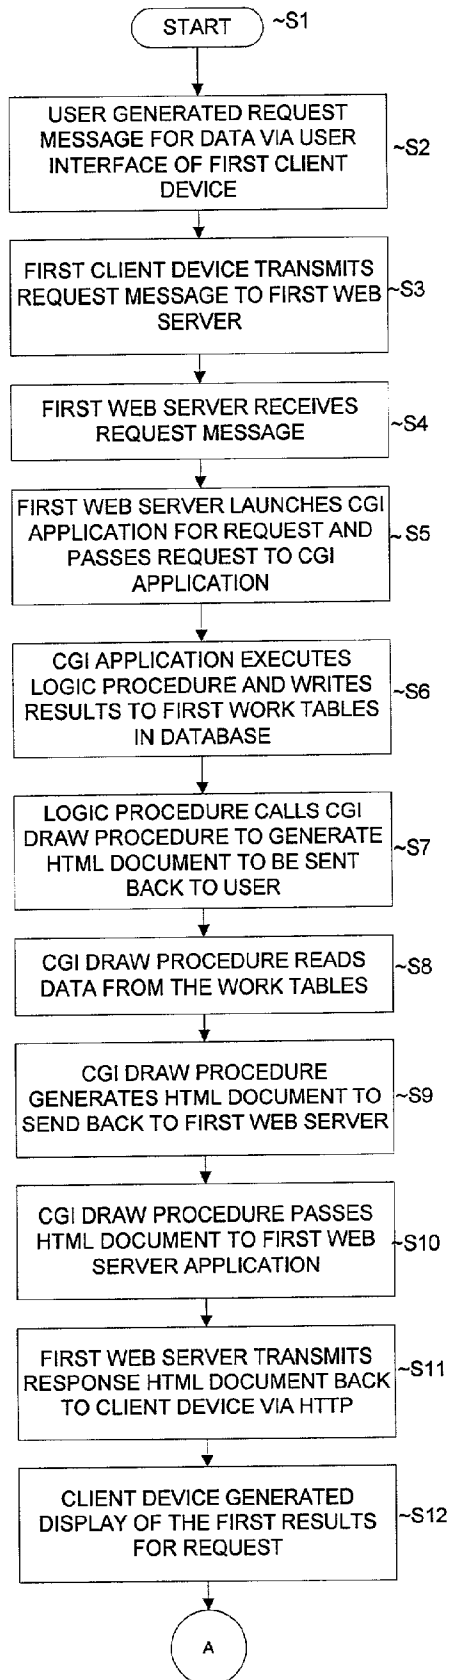 START ~S1
USER GENERATED REQUEST
MESSAGE FOR DATA VIA USER
INTERFACE OF FIRST CLIENT
DEVICE
~S2
FIRST CLIENT DEVICE TRANSMITS
REQUEST MESSAGE TO FIRST WEB
SERVER
~S3
FIRST WEB SERVER RECEIVES
REQUEST MESSAGE
~S4
FIRST WEB SERVER LAUNCHES CGI
APPLICATION FOR REQUEST AND
PASSES REQUEST TO CGI
APPLICATION
~S5
CGI APPLICATION EXECUTES
LOGIC PROCEDURE AND WRITES
RESULTS TO FIRST WORK TABLES
IN DATABASE
~S6
LOGIC PROCEDURE CALLS CGI
DRAW PROCEDURE TO GENERATE
HTML DOCUMENT TO BE SENT
BACK TO USER
~S7
CGI DRAW PROCEDURE READS
DATA FROM THE WORK TABLES
~S8
CGI DRAW PROCEDURE
GENERATES HTML DOCUMENT TO
SEND BACK TO FIRST WEB SERVER
~S9
CGI DRAW PROCEDURE PASSES
HTML DOCUMENT TO FIRST WEB
SERVER APPLICATION
~S10
FIRST WEB SERVER TRANSMITS
RESPONSE HTML DOCUMENT BACK
TO CLIENT DEVICE VIA HTTP
~S11
CLIENT DEVICE GENERATED
DISPLAY OF THE FIRST RESULTS
FOR REQUEST
~S12
A